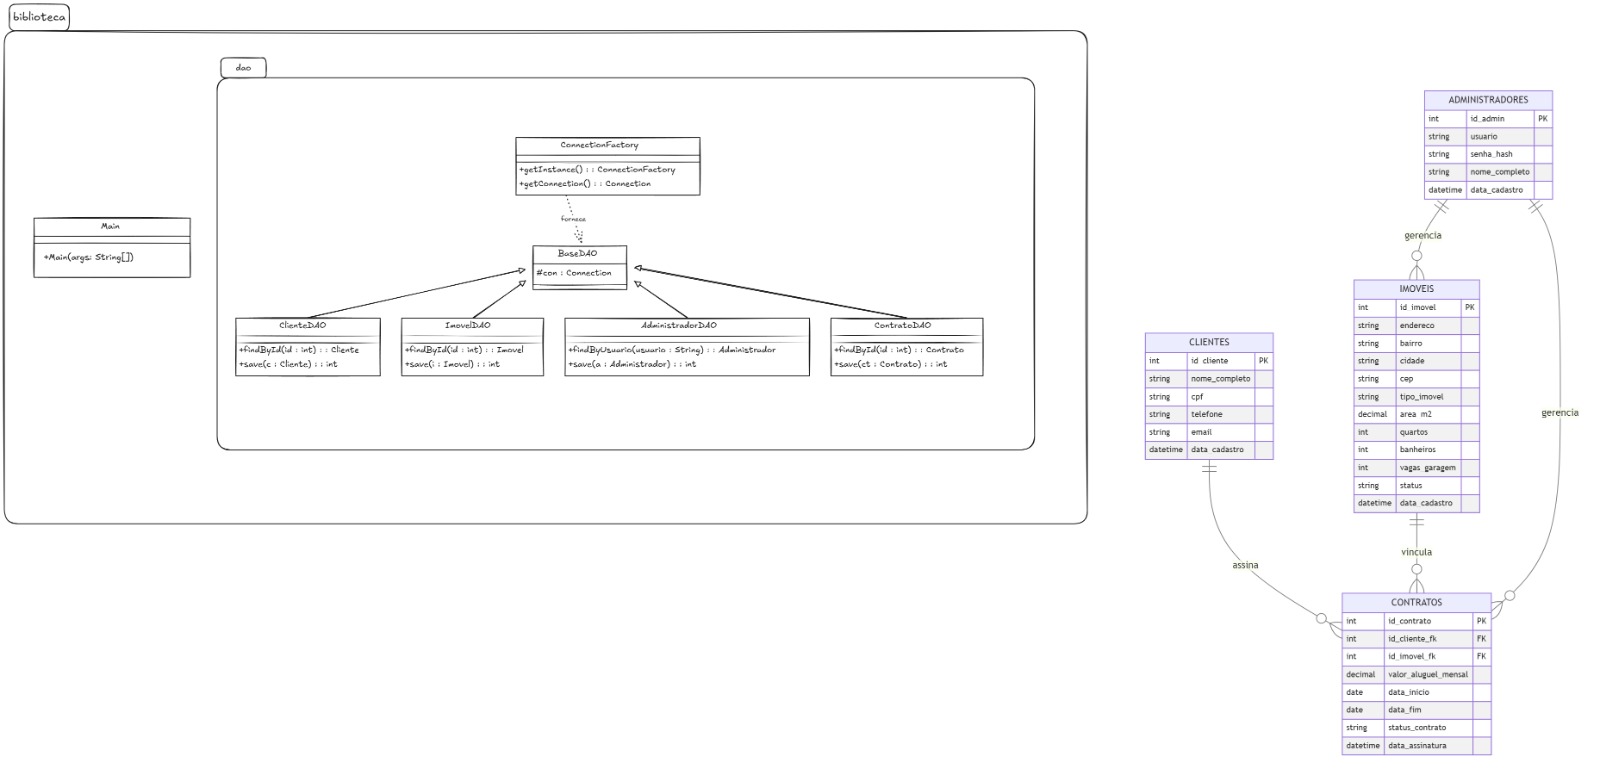 biblioteca
dao
ConnectionFactory
+getInstance() : : ConnectionFactory
+getConnection() : : Connection
fornece
Main
+Main(args: String[])
BaseDAO
#con : Connection
ClienteDAO
+findById(id : int) : : Cliente
+save(c : Cliente) : : int
ImovelDAO
+findById(id : int) : : Imovel
+save(i : Imovel) : : int
AdministradorDAO
+findByUsuario(usuario : String) : : Administrador
+save(a : Administrador) : : int
ContratoDAO
+findById(id : int) : : Contrato
+save(ct : Contrato) : : int
ADMINISTRADORES
int id_admin PK
string usuario
string senha_hash
string nome_completo
datetime data_cadastro
gerencia
gerencia
IMOVEIS
int id_imovel PK
string endereco
string bairro
string cidade
string cep
string tipo_imovel
decimal area_m2
int quartos
int banheiros
int vagas_garagem
string status
datetime data_cadastro
CLIENTES
int id_cliente PK
string nome_completo
string cpf
string telefone
string email
datetime data_cadastro
vincula
assina
CONTRATOS
int id_contrato PK
int id_cliente_fk FK
int id_imovel_fk FK
decimal valor_aluguel_mensal
date data_inicio
date data_fim
string status_contrato
datetime data_assinatura